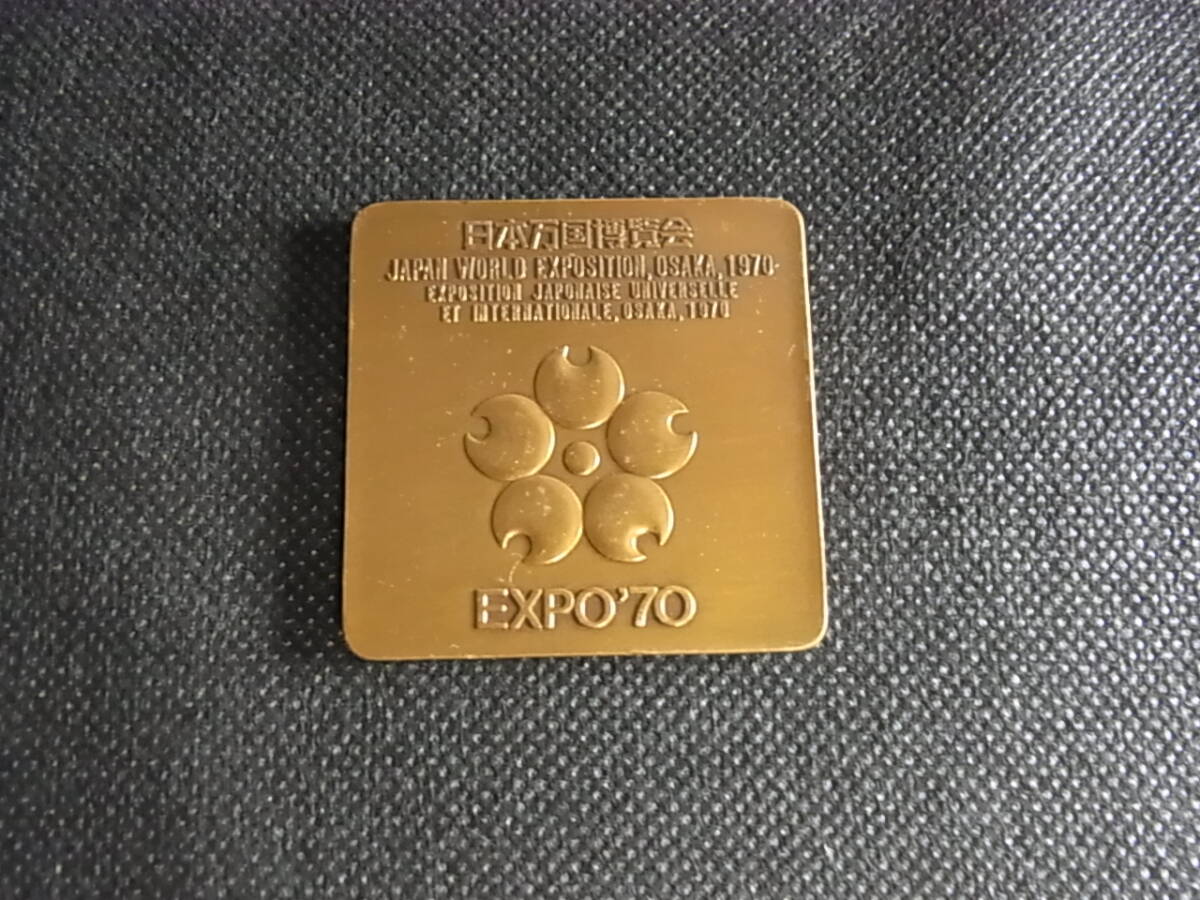 日本万国博覧会
JAPAN WORLD EXPOSITION, OSAKA, 1970-
EXPOSITION JAPONAISE UNIVERSELLE
ET INTERNATIONALE, OSAKA, 1970
EXPO'70